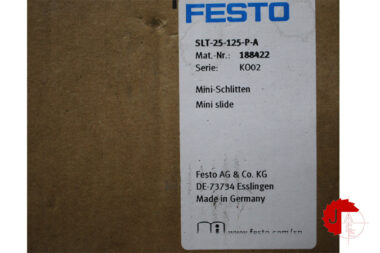 FESTO
SLT-25-125-P-A
Mat.-Nr.: 188422
Serie: KO02
Mini-Schlitten
Mini slide
Festo AG & Co. KG
DE-73734 Esslingen
Made in Germany
www.festo.com/sp